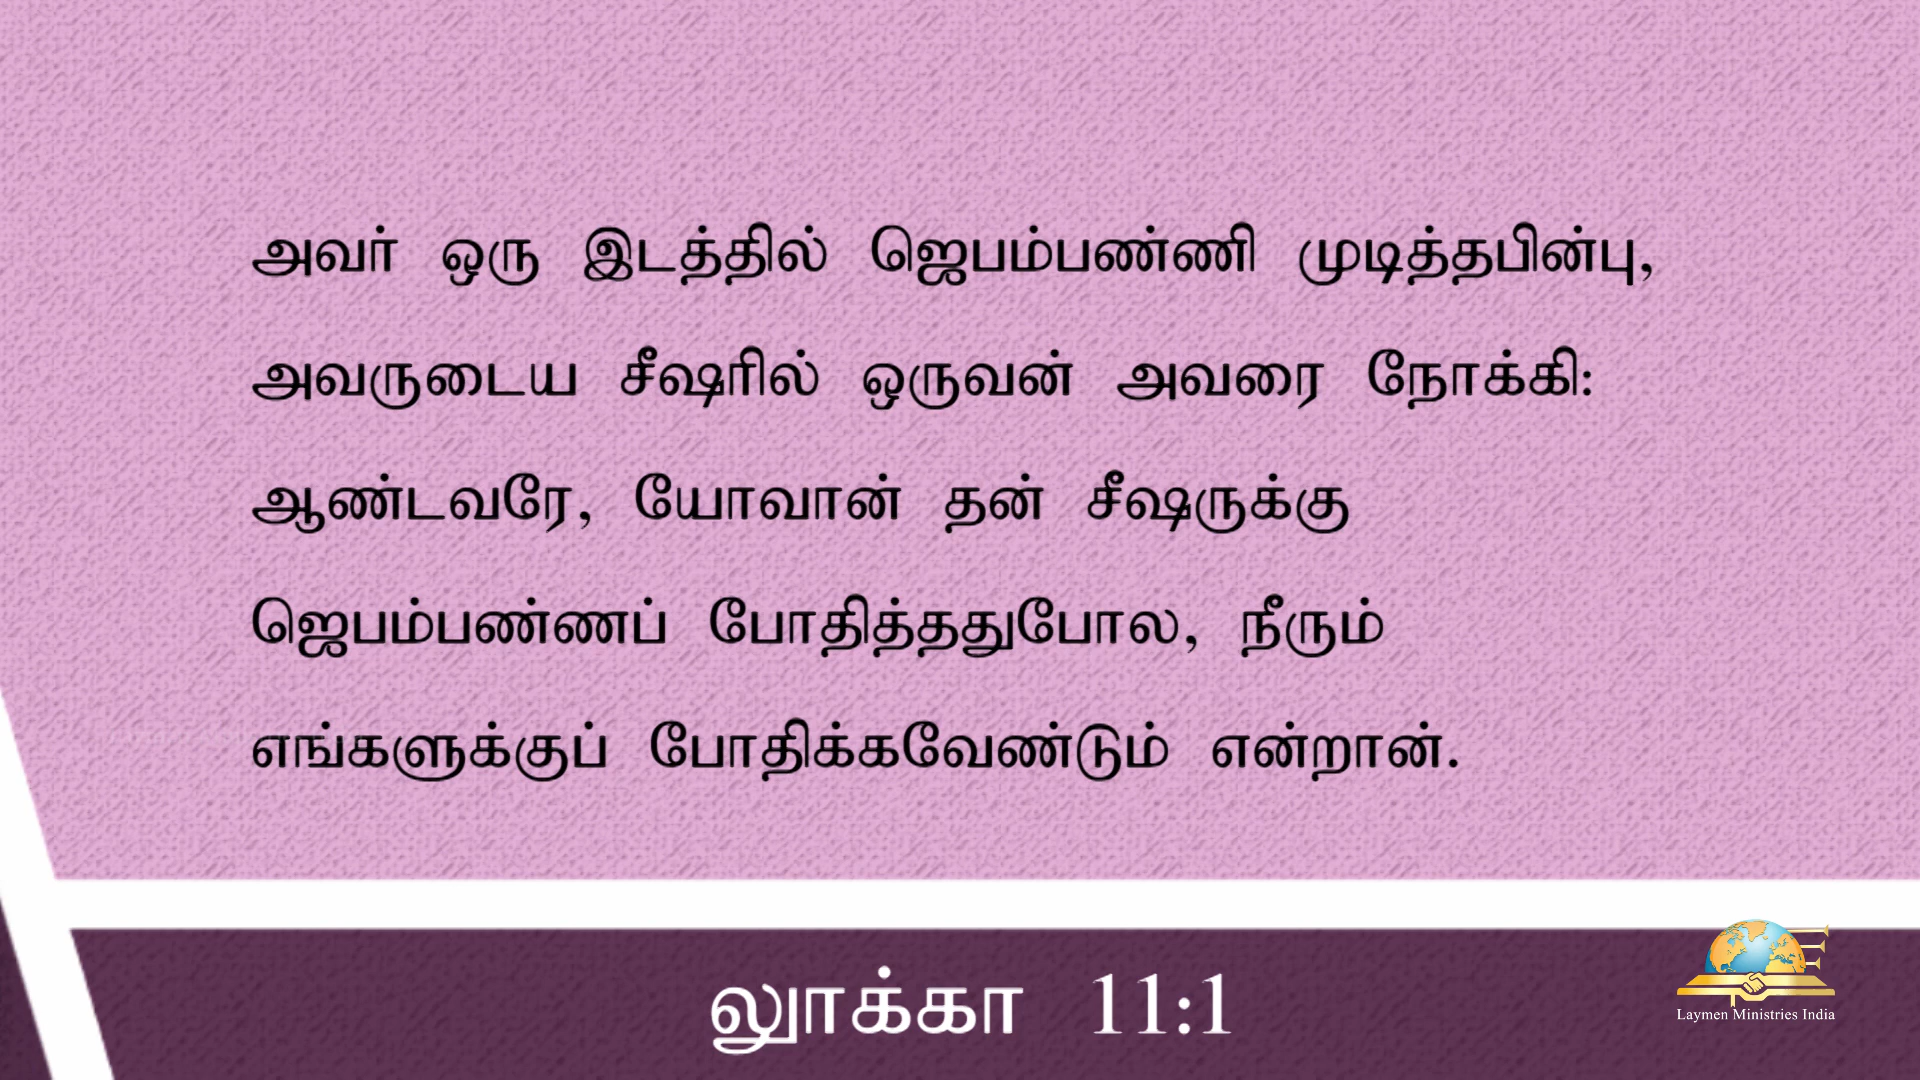 அவர் ஒரு இடத்தில் ஜெபம்பண்ணி முடித்தபின்பு,
அவருடைய சீஷரில் ஒருவன் அவரை நோக்கி:
ஆண்டவரே, யோவான் தன் சீஷருக்கு
ஜெபம்பண்ணப் போதித்ததுபோல, நீரும்
எங்களுக்குப் போதிக்கவேண்டும் என்றான்.
லூக்கா 11:1
Laymen Ministries India